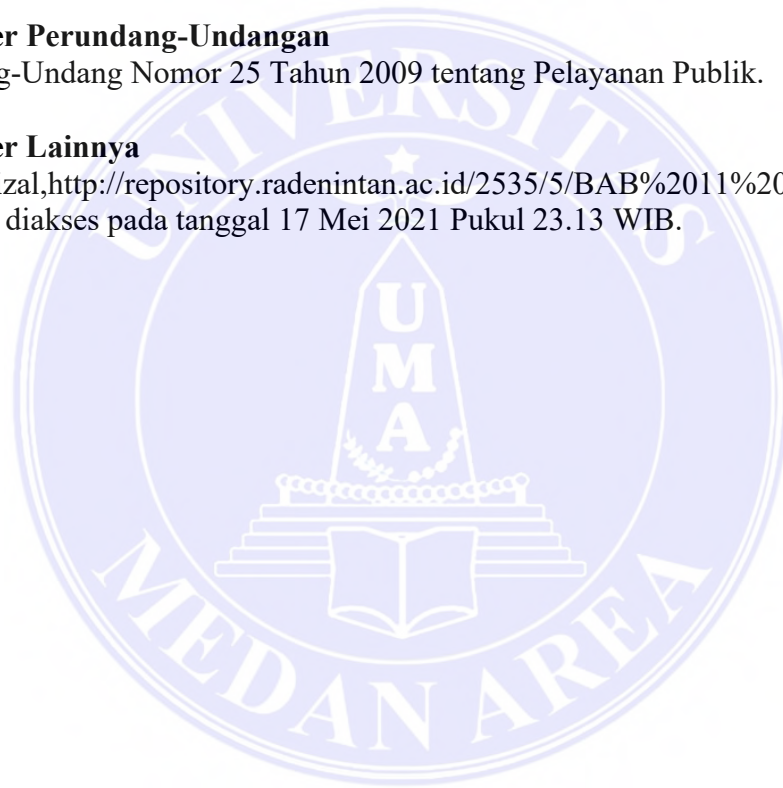 er Perundang-Undangan
g-Undang Nomor 25 Tahun 2009 tentang Pelayanan Publik.
er Lainnya
izal,http://repository.radenintan.ac.id/2535/5/BAB%2011%20
diakses pada tanggal 17 Mei 2021 Pukul 23.13 WIB.
UNIVERSITAS
UMA
MEDAN AREA